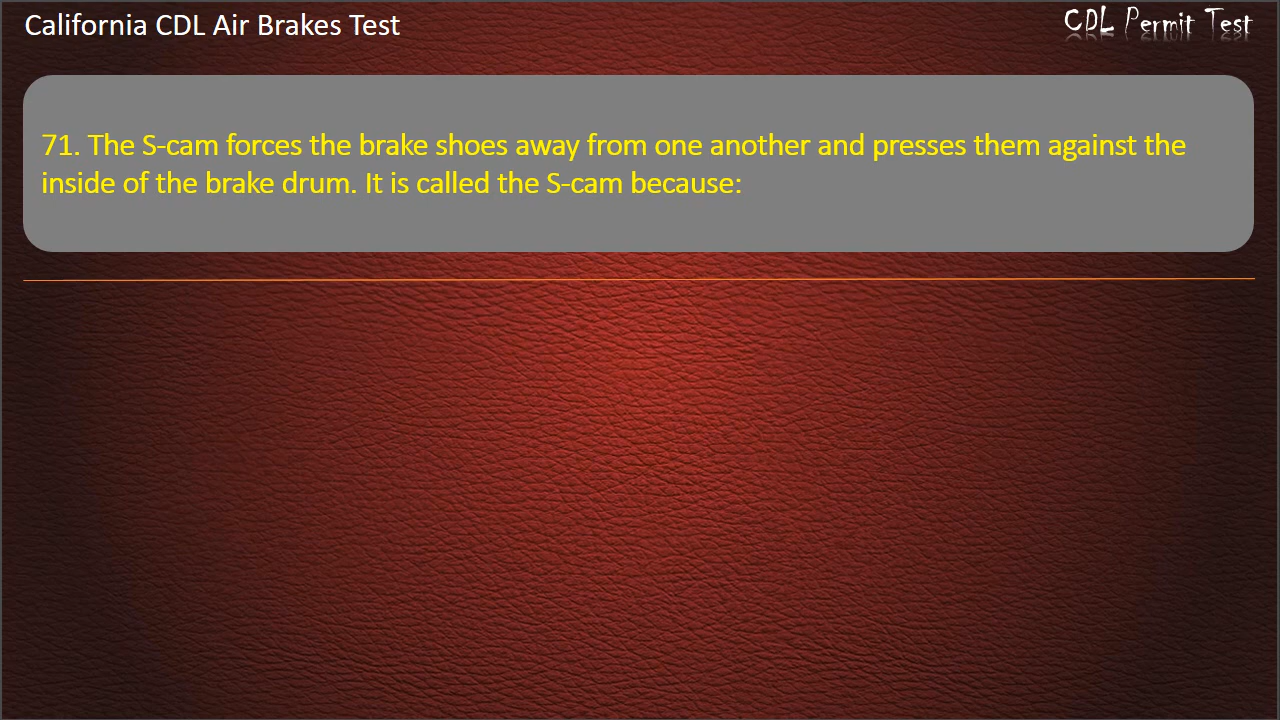 California CDL Air Brakes Test
CDL Permit Test
71. The S-cam forces the brake shoes away from one another and presses them against the
inside of the brake drum. It is called the S-cam because: